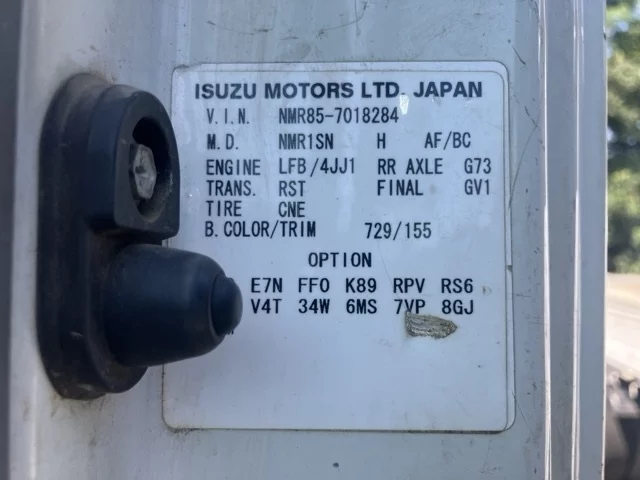 ISUZU MOTORS LTD. JAPAN
V.I.N. NMR85-7018284
M.D. NMR1SN H AF/BC
ENGINE LFB/4JJ1 RR AXLE G73
TRANS. RST FINAL GV1
TIRE CNE
B.COLOR/TRIM 729/155
OPTION
E7N FF0 K89 RPV RS6
V4T 34W 6MS 7VP 8GJ